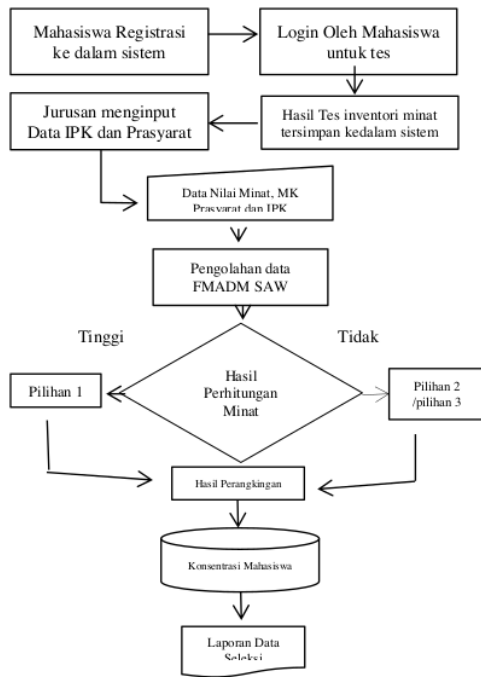 Mahasiswa Registrasi
ke dalam sistem
Login Oleh Mahasiswa
untuk tes
Jurusan menginput
Data IPK dan Prasyarat
Hasil Tes inventori minat
tersimpan kedalam sistem
Data Nilai Minat, MK
Prasyarat dan IPK
Pengolahan data
FMADM SAW
Tinggi
Tidak
Hasil
Perhitungan
Minat
Pilihan 1
Pilihan 2
/pilihan 3
Hasil Perangkingan
Konsentrasi Mahasiswa
Laporan Data
Seleksi